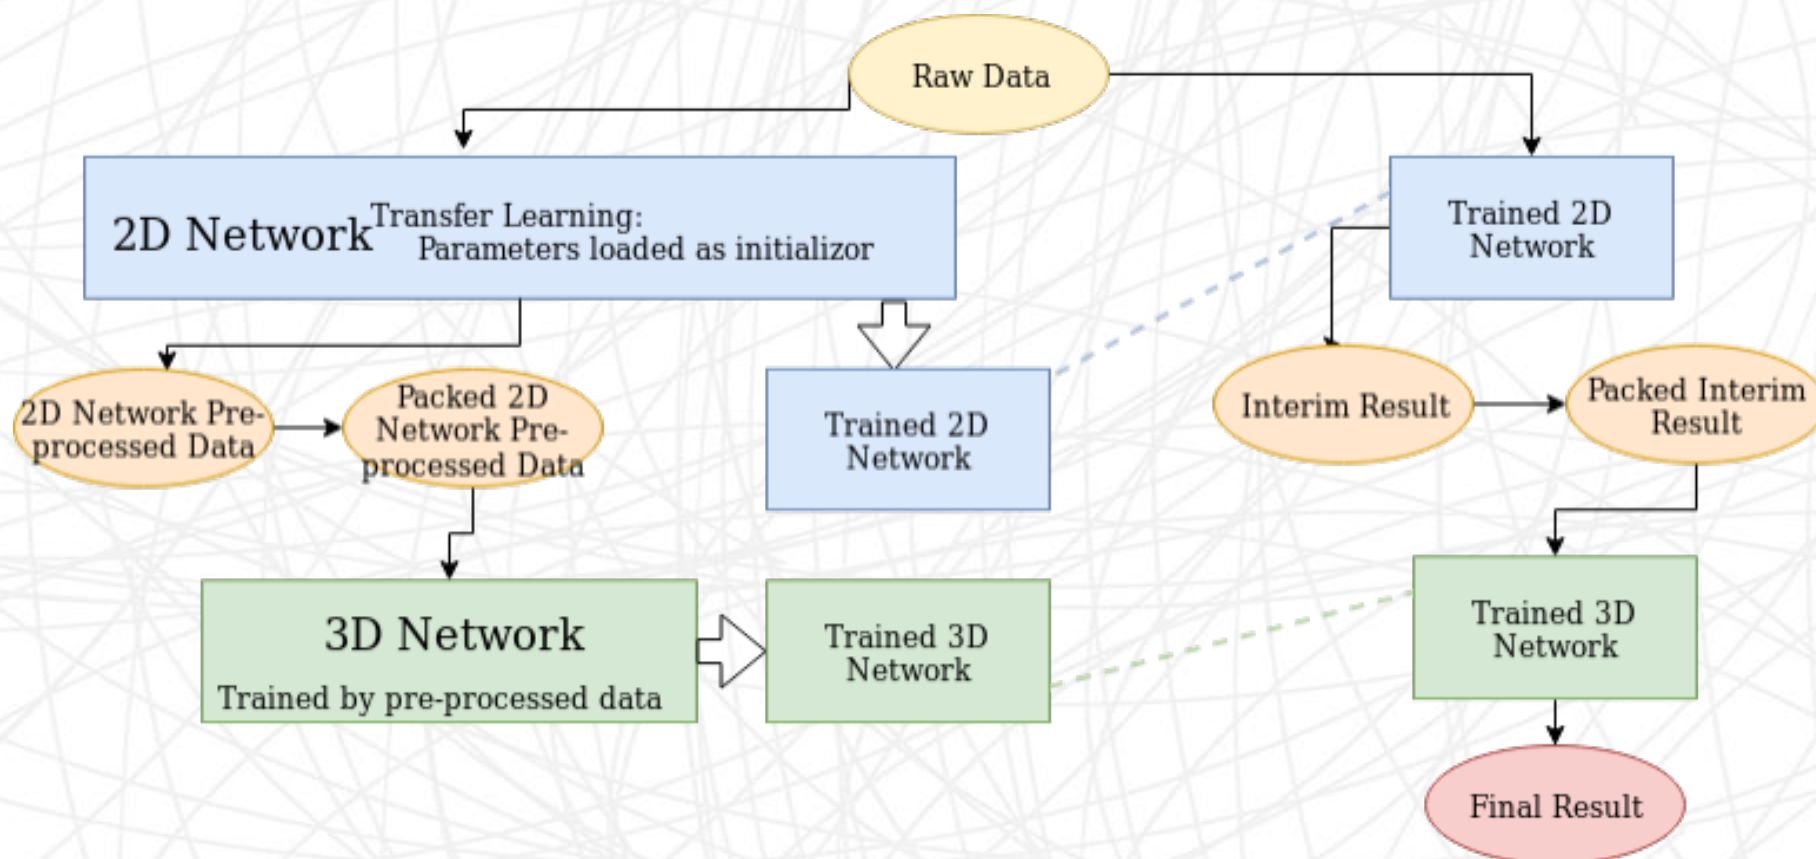 Raw Data
2D Network
Transfer Learning:
Parameters loaded as initializor
Trained 2D
Network
2D Network Pre-
processed Data
Packed 2D
Network Pre-
processed Data
Trained 2D
Network
Interim Result
Packed Interim
Result
3D Network
Trained by pre-processed data
Trained 3D
Network
Trained 3D
Network
Final Result